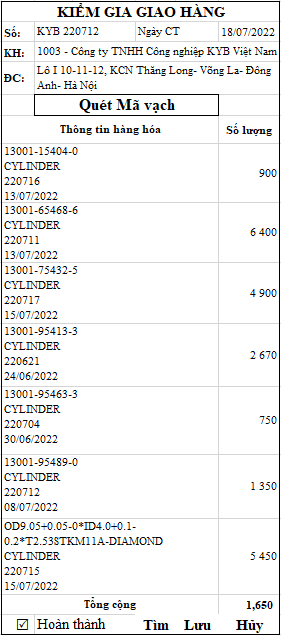 KIỂM GIA GIAO HÀNG
Số: KYB 220712 Ngày CT 18/07/2022
KH: 1003 - Công ty TNHH Công nghiệp KYB Việt Nam
ĐC: Lô I 10-11-12, KCN Thăng Long- Võng La- Đông
Anh- Hà Nội
Quét Mã vạch
Thông tin hàng hóa Số lượng
13001-15404-0
CYLINDER
220716
13/07/2022
900
13001-65468-6
CYLINDER
220711
13/07/2022
6 400
13001-75432-5
CYLINDER
220717
15/07/2022
4 900
13001-95413-3
CYLINDER
220621
24/06/2022
2 670
13001-95463-3
CYLINDER
220704
30/06/2022
750
13001-95489-0
CYLINDER
220712
08/07/2022
1 350
OD9.05+0.05-0*ID4.0+0.1-
0.2*T2.538TKM11A-DIAMOND
CYLINDER
220715
15/07/2022
5 450
Tổng cộng 1,650
☑ Hoàn thành Tìm Lưu Hủy